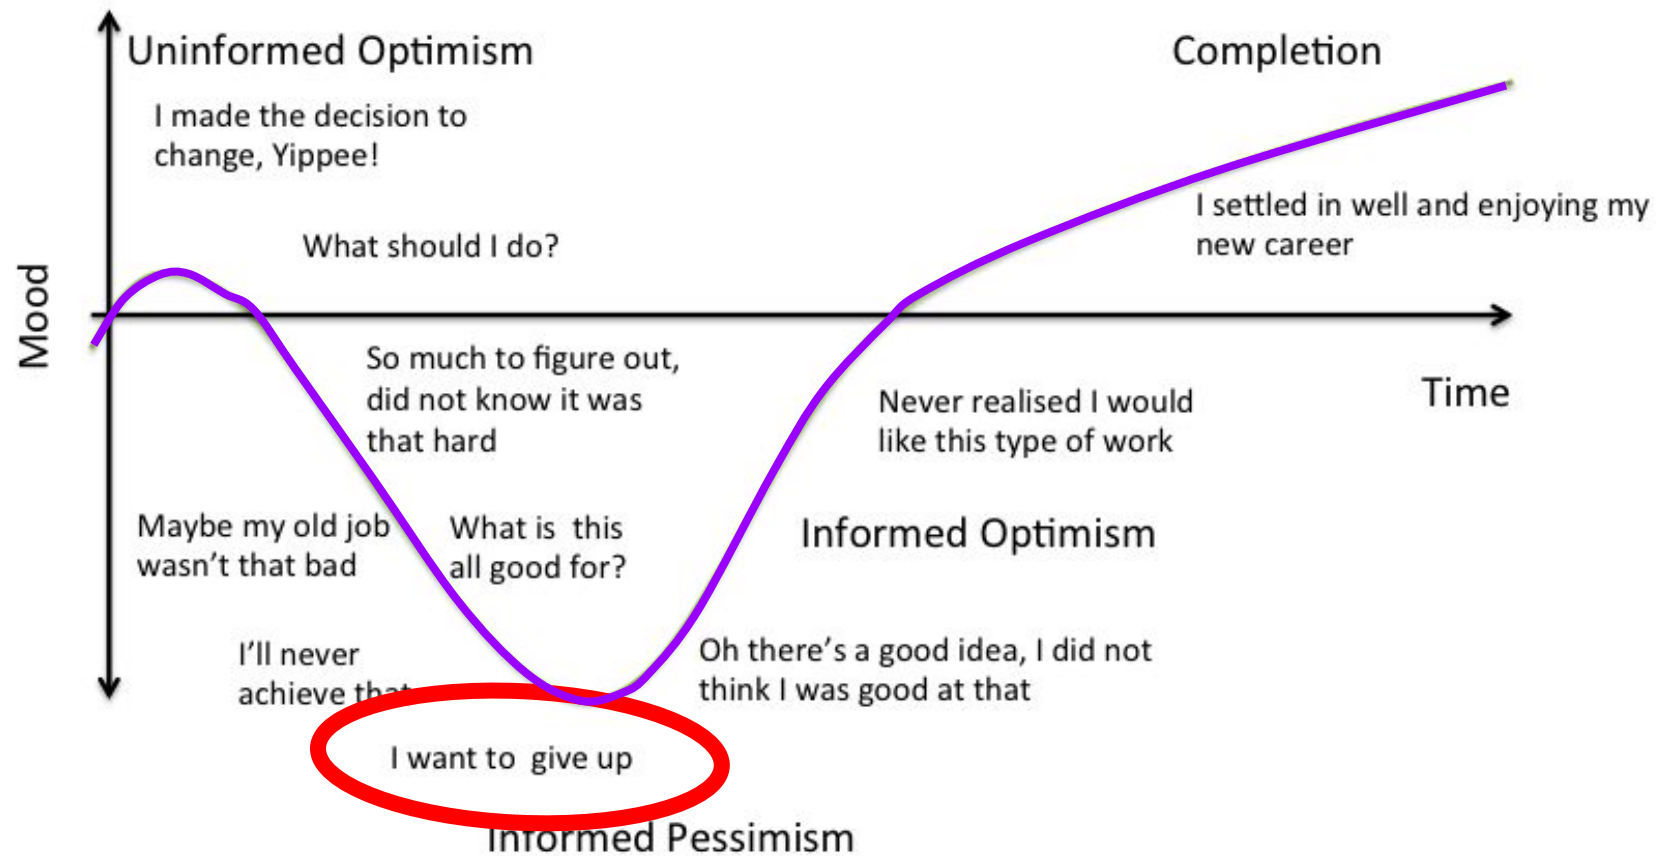 Uninformed Optimism
Completion
I made the decision to
change, Yippee!
I settled in well and enjoying my
new career
What should I do?
Mood
So much to figure out,
did not know it was
that hard
Time
Never realised I would
like this type of work
Maybe my old job
wasn't that bad
What is this
all good for?
Informed Optimism
I'll never
achieve that
Oh there's a good idea, I did not
think I was good at that
I want to give up
Informed Pessimism